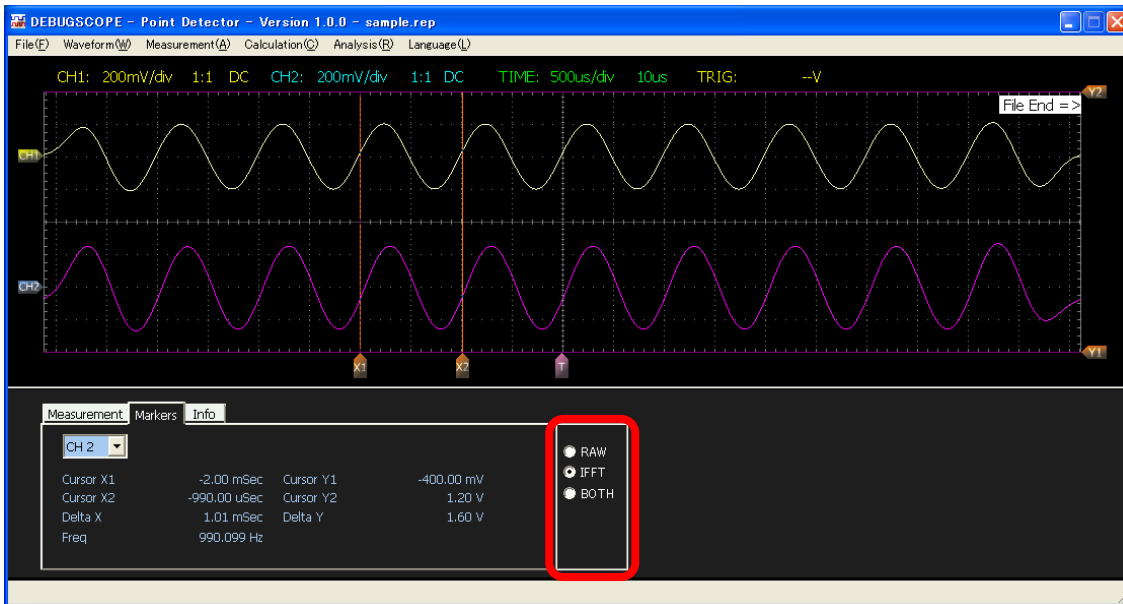 DEBUGSCOPE - Point Detector - Version 1.0.0 - sample.rep
File(F) Waveform(W) Measurement(A) Calculation(C) Analysis(R) Language(L)
CH1: 200mV/div 1:1 DC CH2: 200mV/div 1:1 DC TIME: 500us/div 10us TRIG: --V
Y2
File End =>
CH1
CH2
Y1
X1 X2 T
Measurement Markers Info
CH 2
RAW
IFFT
BOTH
Cursor X1 -2.00 mSec Cursor Y1 -400.00 mV
Cursor X2 -990.00 uSec Cursor Y2 1.20 V
Delta X 1.01 mSec Delta Y 1.60 V
Freq 990.099 Hz